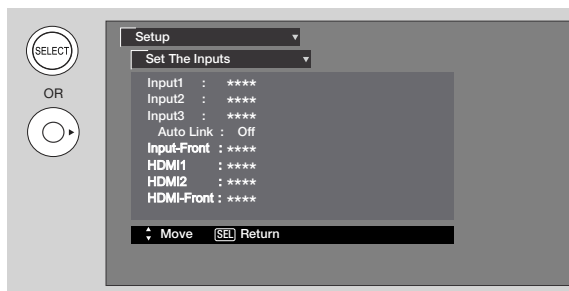 SELECT
OR
Setup
Set The Inputs
Input1 : ****
Input2 : ****
Input3 : ****
Auto Link : Off
Input-Front : ****
HDMI1 : ****
HDMI2 : ****
HDMI-Front : ****
Move SEL Return